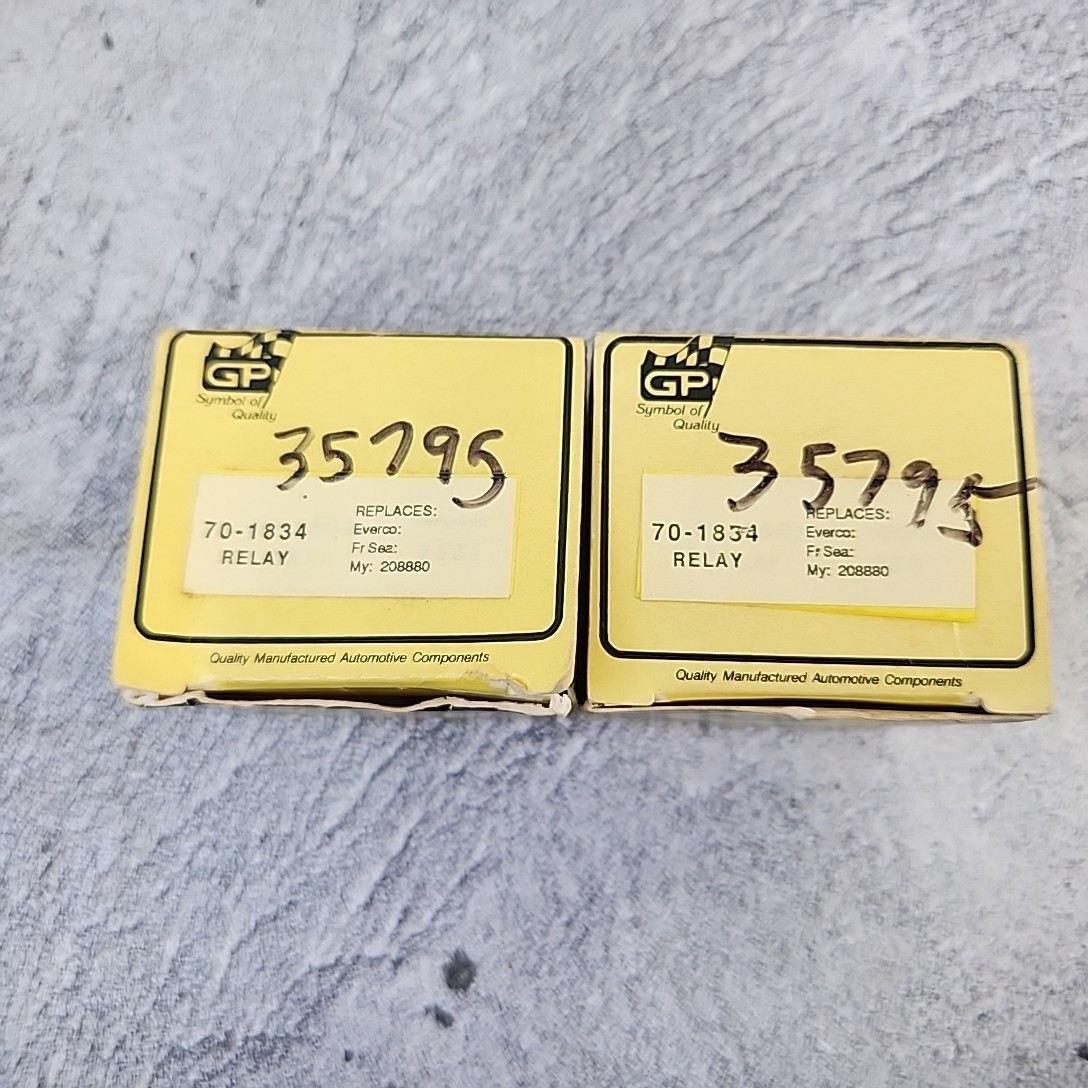 GP
Symbol of
Quality
35795
70-1834
RELAY
REPLACES:
Everco:
Fr Sea:
My: 208880
Quality Manufactured Automotive Components
GP
Symbol of
Quality
35795
70-1834
RELAY
REPLACES:
Everco:
Fr Sea:
My: 208880
Quality Manufactured Automotive Components